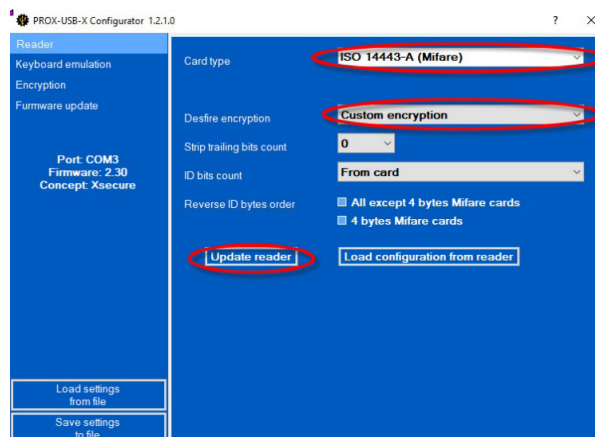 PROX-USB-X Configurator 1.2.1.0
Reader
Keyboard emulation
Encryption
Furmware update
Port: COM3
Firmware: 2.30
Concept: Xsecure
Load settings
from file
Save settings
to file
Card type
ISO 14443-A (Mifare)
Desfire encryption
Custom encryption
Strip trailing bits count
0
ID bits count
From card
Reverse ID bytes order
All except 4 bytes Mifare cards
4 bytes Mifare cards
Update reader
Load configuration from reader